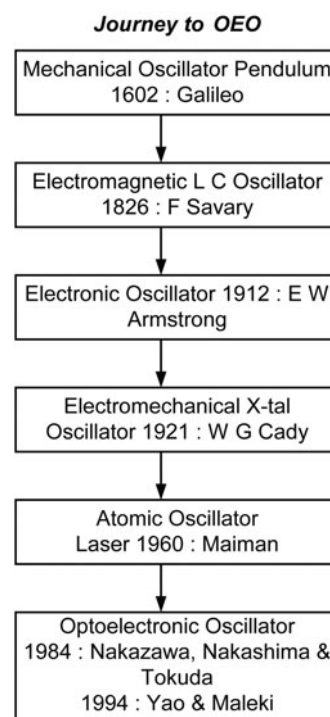 Journey to OEO
Mechanical Oscillator Pendulum
1602 : Galileo
Electromagnetic L C Oscillator
1826 : F Savary
Electronic Oscillator 1912 : E W
Armstrong
Electromechanical X-tal
Oscillator 1921 : W G Cady
Atomic Oscillator
Laser 1960 : Maiman
Optoelectronic Oscillator
1984 : Nakazawa, Nakashima &
Tokuda
1994 : Yao & Maleki